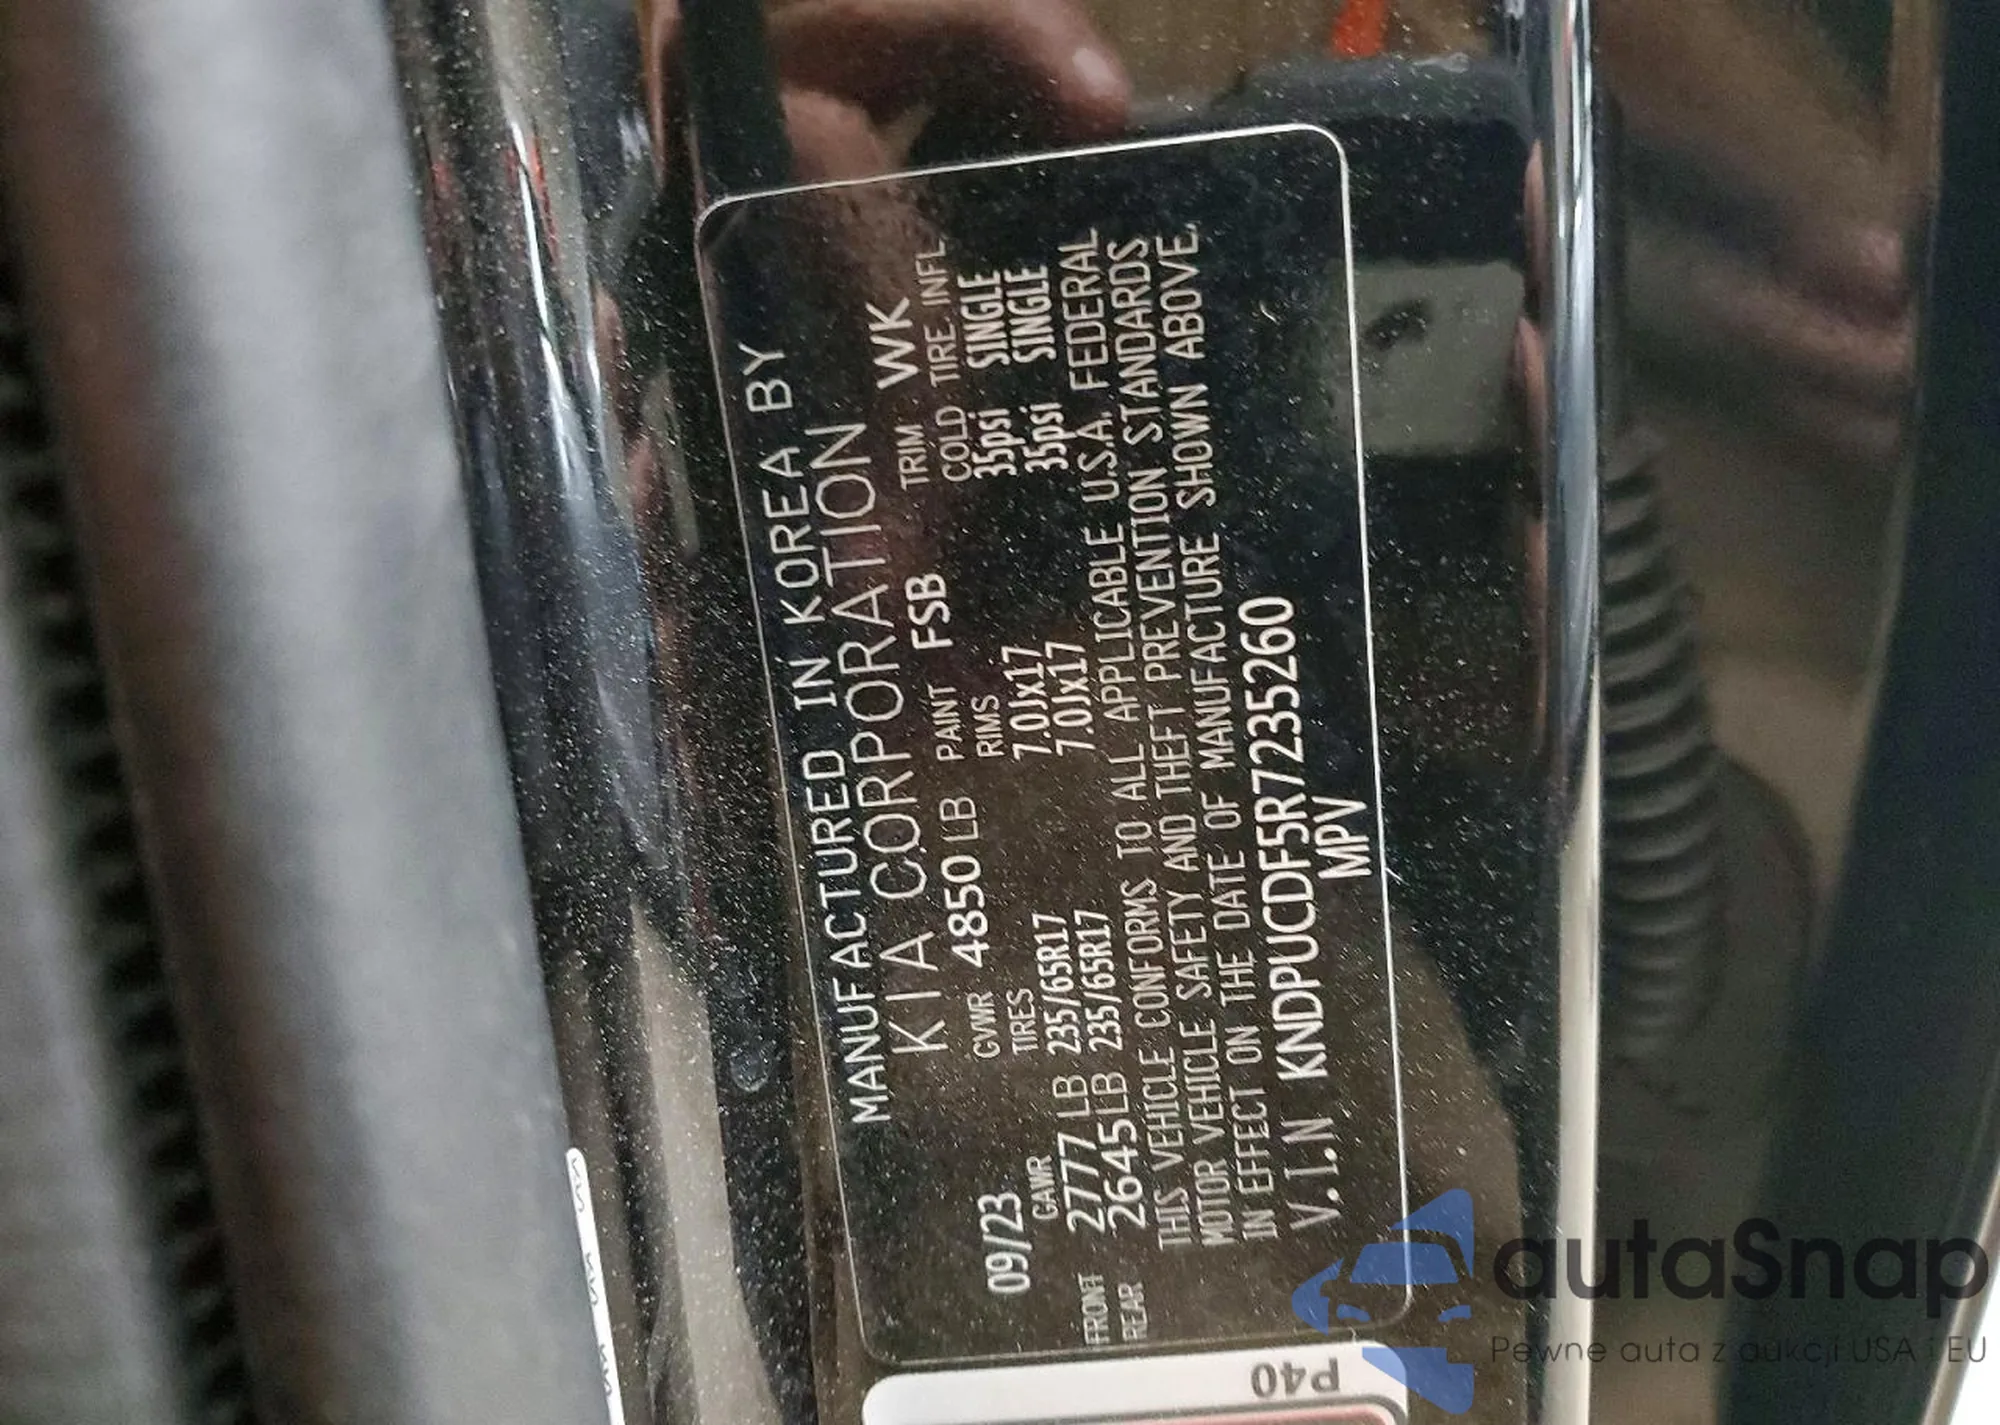 MANUFACTURED IN KOREA BY
KIA CORPORATION
09/23 GVWR 4850 LB PAINT FSB TRIM WK
GAWR TIRES RIMS COLD TIRE INFL
FRONT 2777 LB 235/65R17 7.0Jx17 35psi SINGLE
REAR 2645 LB 235/65R17 7.0Jx17 35psi SINGLE
THIS VEHICLE CONFORMS TO ALL APPLICABLE U.S.A. FEDERAL
MOTOR VEHICLE SAFETY AND THEFT PREVENTION STANDARDS
IN EFFECT ON THE DATE OF MANUFACTURE SHOWN ABOVE.
V.I.N KNDPUCDF5R7235260
MPV
P40
autaSnap
Pewne auta z aukcji USA i EU